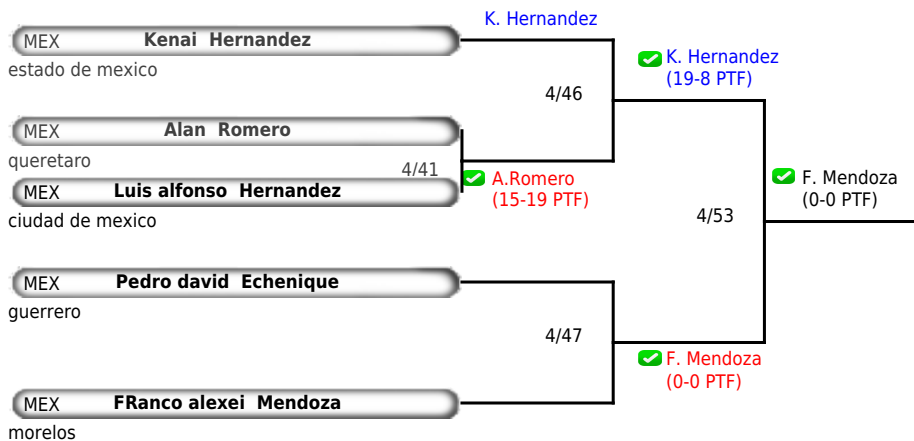 K. Hernandez
MEX Kenai Hernandez
estado de mexico
K. Hernandez
(19-8 PTF)
4/46
MEX Alan Romero
queretaro
4/41
A.Romero
(15-19 PTF)
MEX Luis alfonso Hernandez
ciudad de mexico
F. Mendoza
(0-0 PTF)
4/53
MEX Pedro david Echenique
guerrero
4/47
F. Mendoza
(0-0 PTF)
MEX FRanco alexei Mendoza
morelos